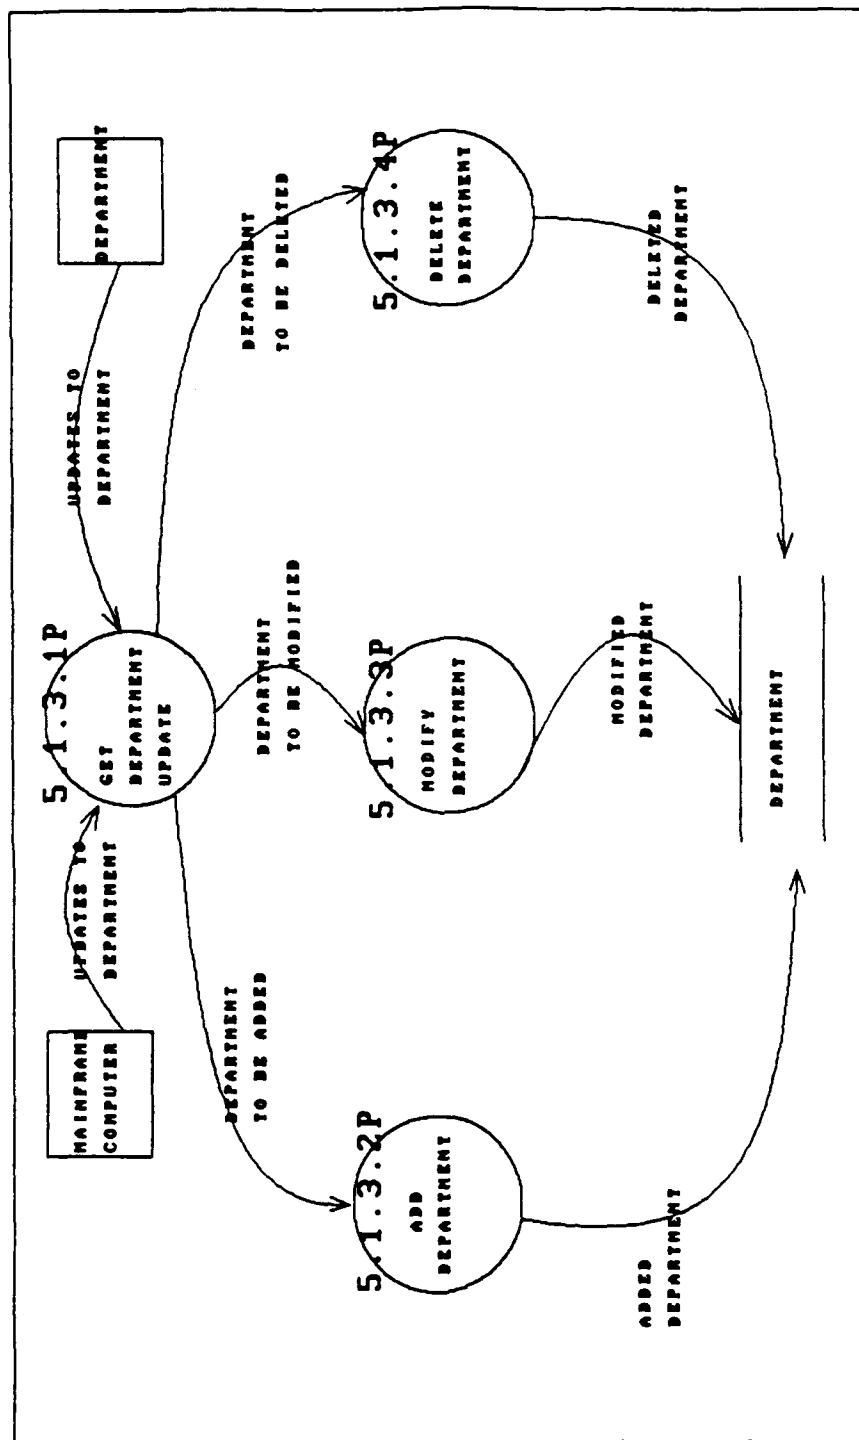 MAINFRAME
COMPUTER
UPDATES TO
DEPARTMENT
5.1.3.1P
GET
DEPARTMENT
UPDATE
UPDATES TO
DEPARTMENT
DEPARTMENT
DEPARTMENT
TO BE ADDED
DEPARTMENT
TO BE MODIFIED
DEPARTMENT
TO BE DELETED
5.1.3.2P
ADD
DEPARTMENT
5.1.3.3P
MODIFY
DEPARTMENT
5.1.3.4P
DELETE
DEPARTMENT
ADDED
DEPARTMENT
MODIFIED
DEPARTMENT
DELETED
DEPARTMENT
DEPARTMENT